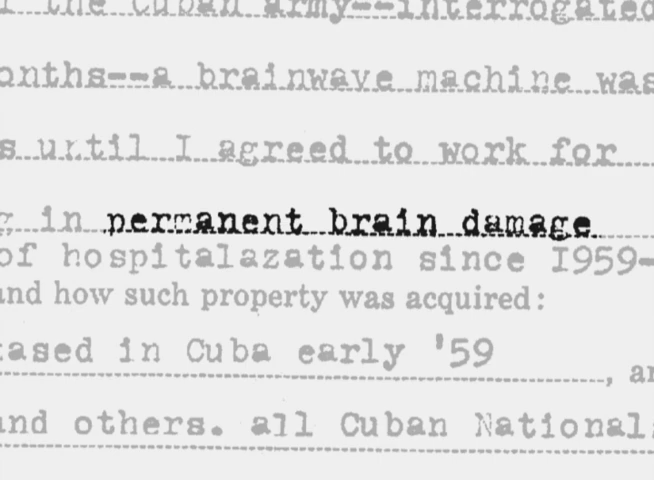 the Cuban army--interrogated
onths--a brainwave machine was
s until I agreed to work for
in permanent brain damage
of hospitalazation since I959-
and how such property was acquired:
ased in Cuba early '59
, an
and others. all Cuban National